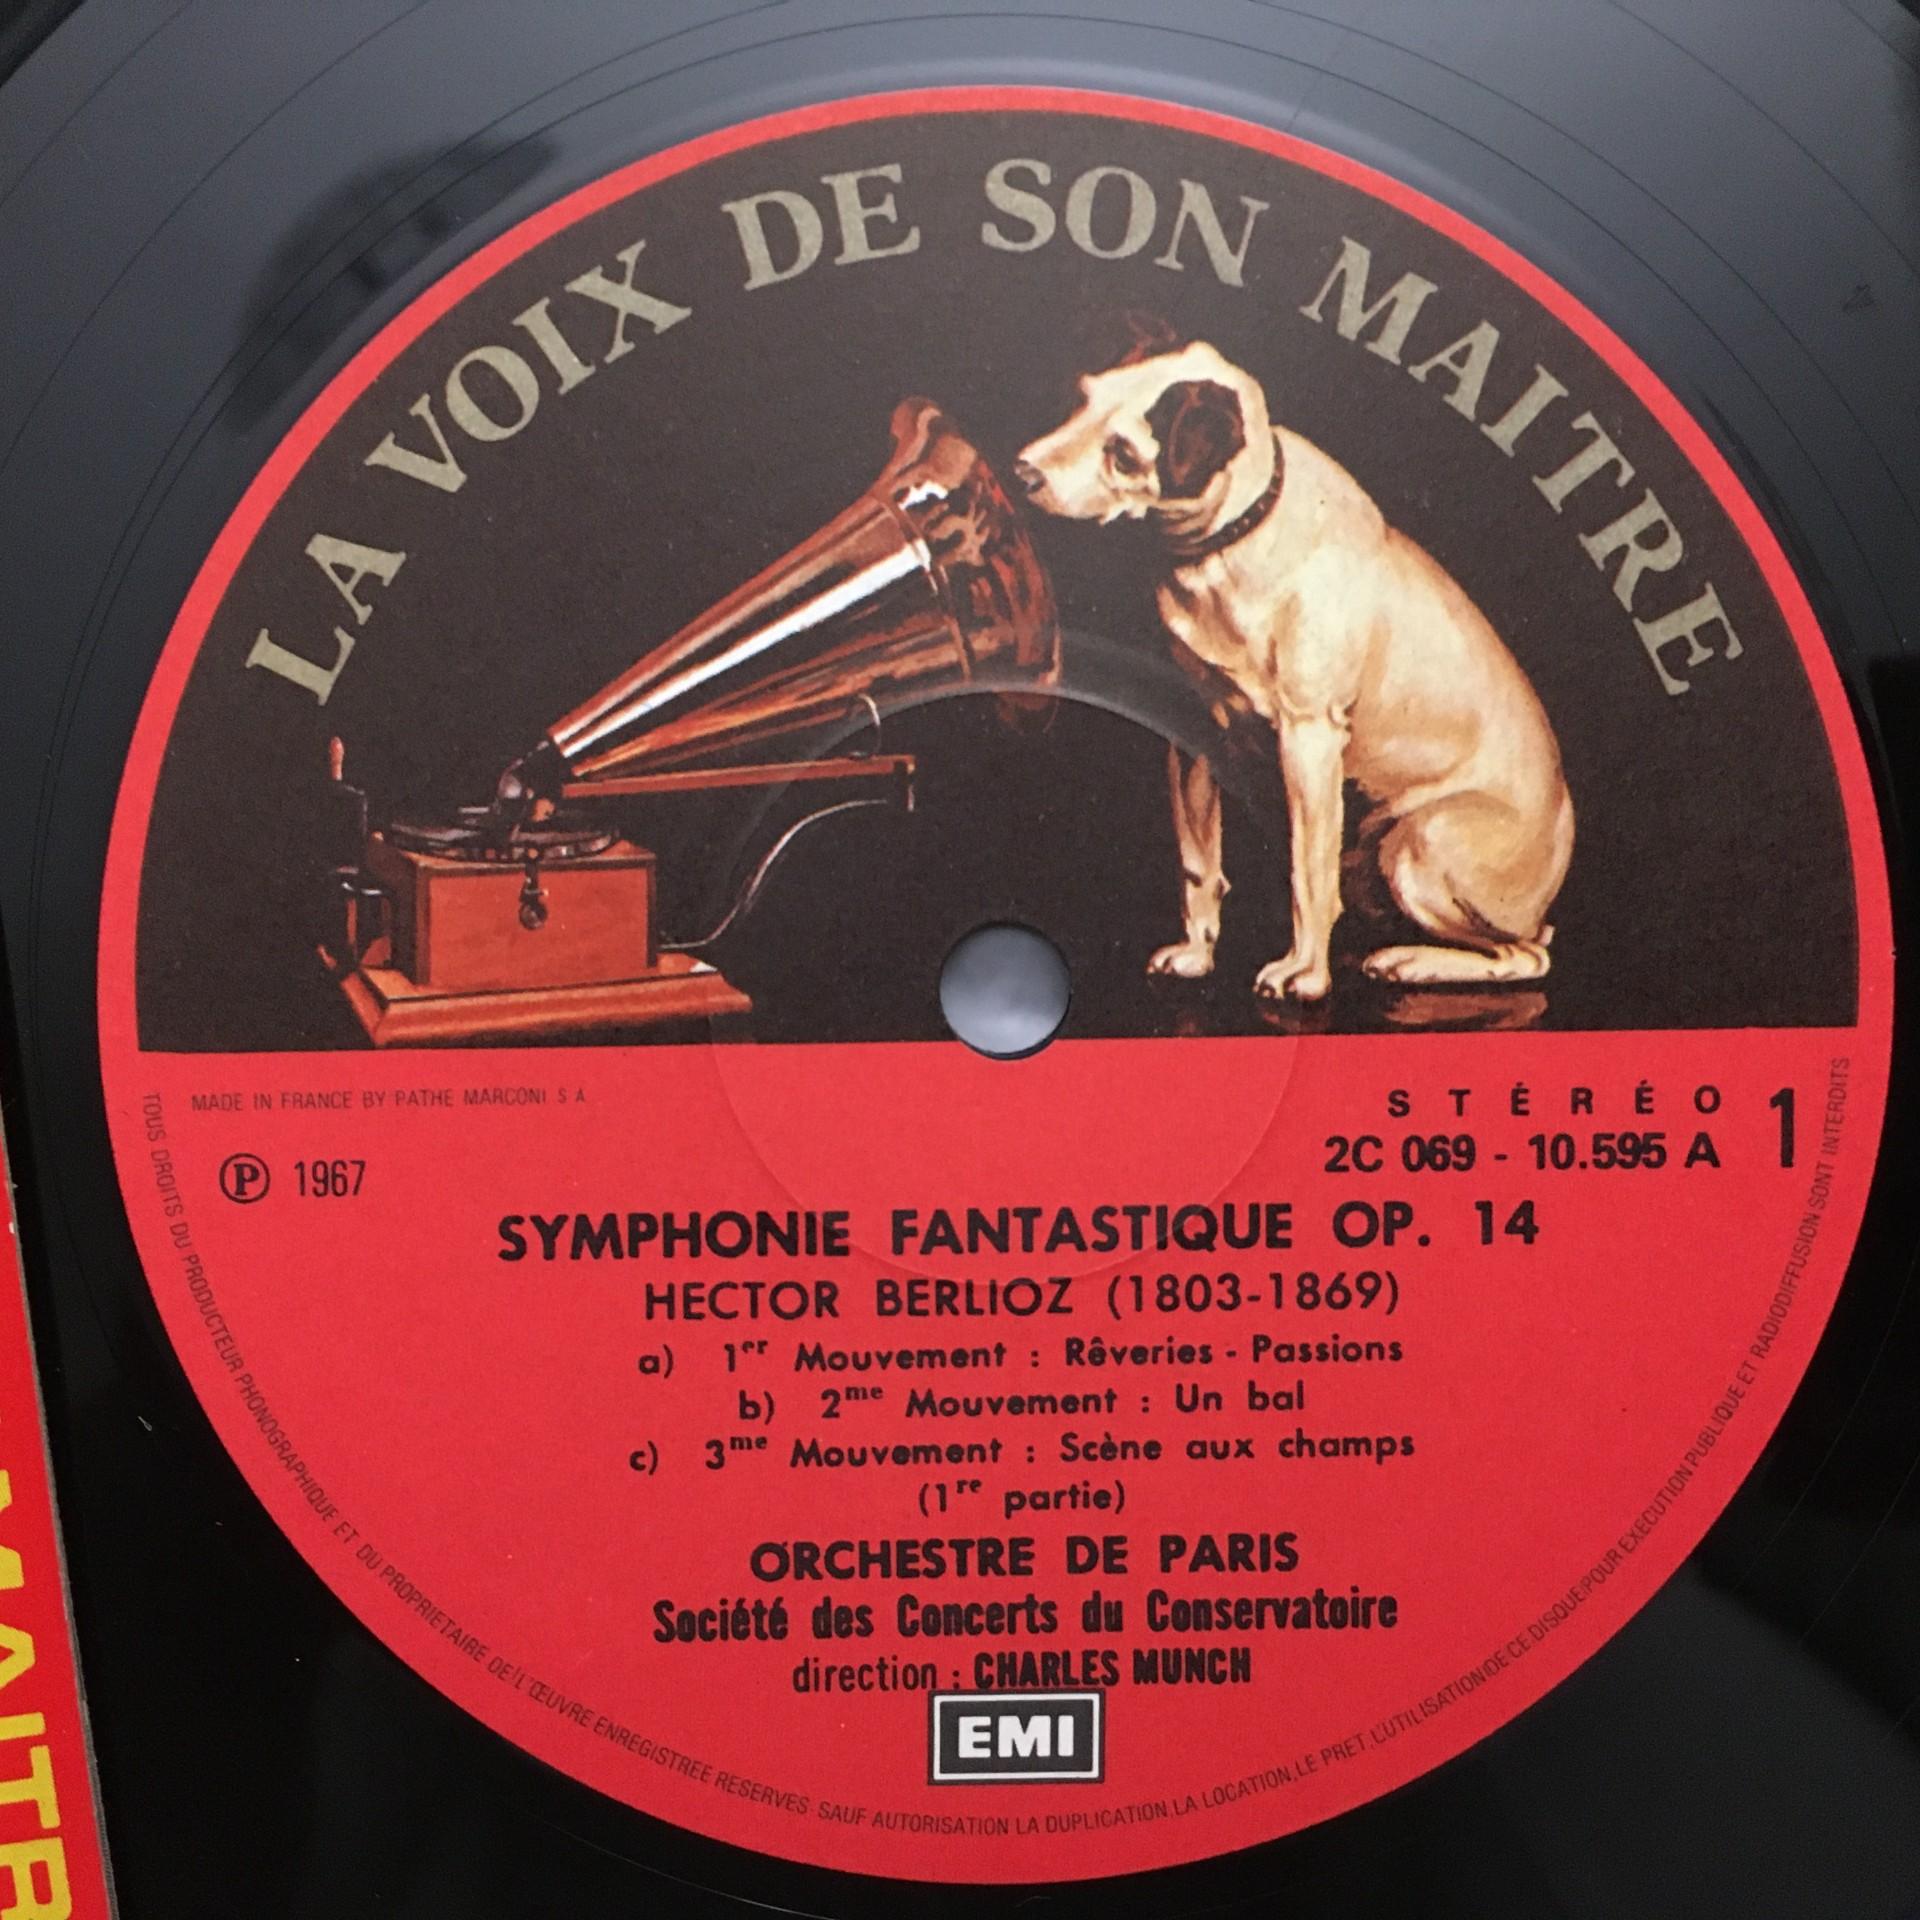 LA VOIX DE SON MAITRE
MADE IN FRANCE BY PATHE MARCONI S A
Ⓟ 1967
STÉRÉO
2C 069 - 10.595 A
1
SYMPHONIE FANTASTIQUE OP. 14
HECTOR BERLIOZ (1803-1869)
a) 1er Mouvement : Rêveries - Passions
b) 2me Mouvement : Un bal
c) 3me Mouvement : Scène aux champs
(1re partie)
ORCHESTRE DE PARIS
Société des Concerts du Conservatoire
direction : CHARLES MUNCH
EMI
TOUS DROITS DU PRODUCTEUR PHONOGRAPHIQUE ET DU PROPRIETAIRE DE L'ŒUVRE ENREGISTREE RESERVES SAUF AUTORISATION LA DUPLICATION, LA LOCATION, LE PRET, L'UTILISATION DE CE DISQUE POUR EXECUTION PUBLIQUE ET RADIODIFFUSION SONT INTERDITS
MAITR